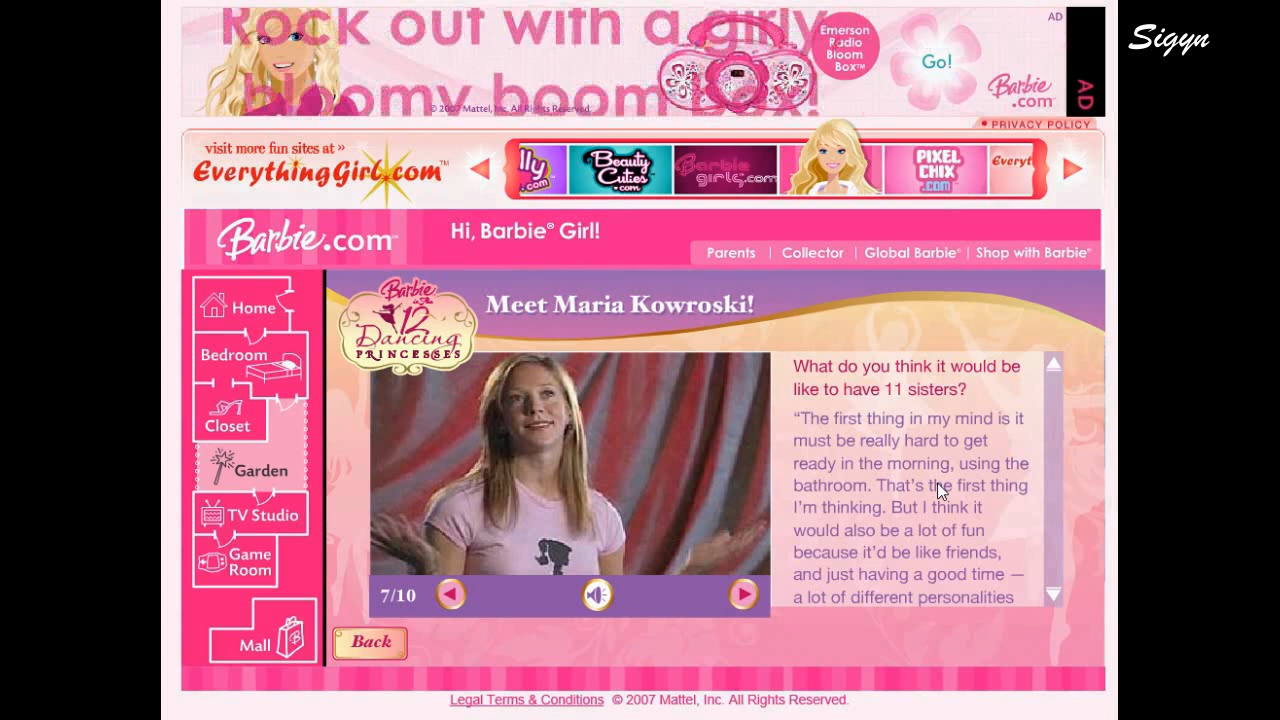 Rock out with a girly
bloomy boom box!
Emerson
Radio
Bloom
Box™
Go!
AD
Barbie
.com
AD
© 2007 Mattel, Inc. All Rights Reserved.
Sigyn
PRIVACY POLICY
visit more fun sites at »
EverythingGirl.com™
lly
.com
Beauty
Cuties
.com
Barbie
girls.com
PIXEL
CHIX
.com
Everyt
Barbie.com™
Hi, Barbie® Girl!
Parents | Collector | Global Barbie® | Shop with Barbie®
Home
Bedroom
Closet
Garden
TV Studio
Game
Room
Mall
Barbie
in The
12
Dancing
PRINCESSES
Meet Maria Kowroski!
What do you think it would be
like to have 11 sisters?
“The first thing in my mind is it
must be really hard to get
ready in the morning, using the
bathroom. That’s the first thing
I’m thinking. But I think it
would also be a lot of fun
because it’d be like friends,
and just having a good time —
a lot of different personalities
7/10
Back
Legal Terms & Conditions © 2007 Mattel, Inc. All Rights Reserved.